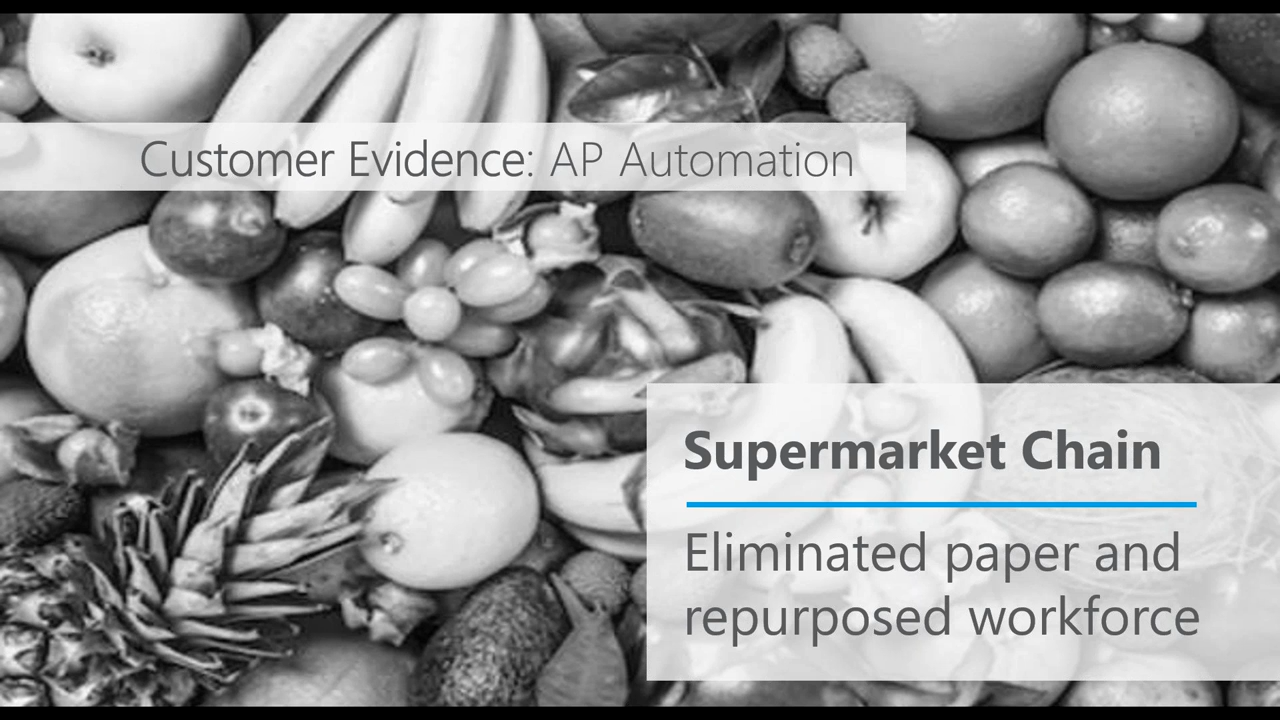 Customer Evidence: AP Automation
Supermarket Chain
Eliminated paper and
repurposed workforce